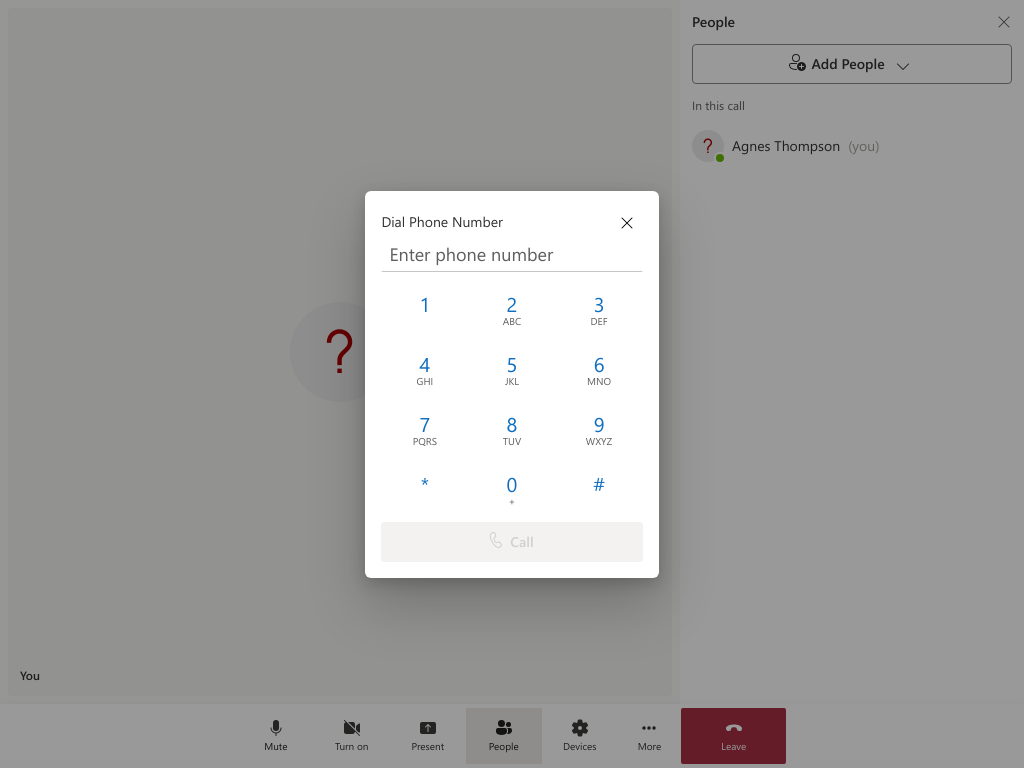 People
Add People
In this call
? Agnes Thompson (you)
Dial Phone Number
Enter phone number
1 2 3
ABC DEF
4 5 6
GHI JKL MNO
7 8 9
PQRS TUV WXYZ
* 0 #
+
Call
?
You
Mute Turn on Present People Devices More Leave